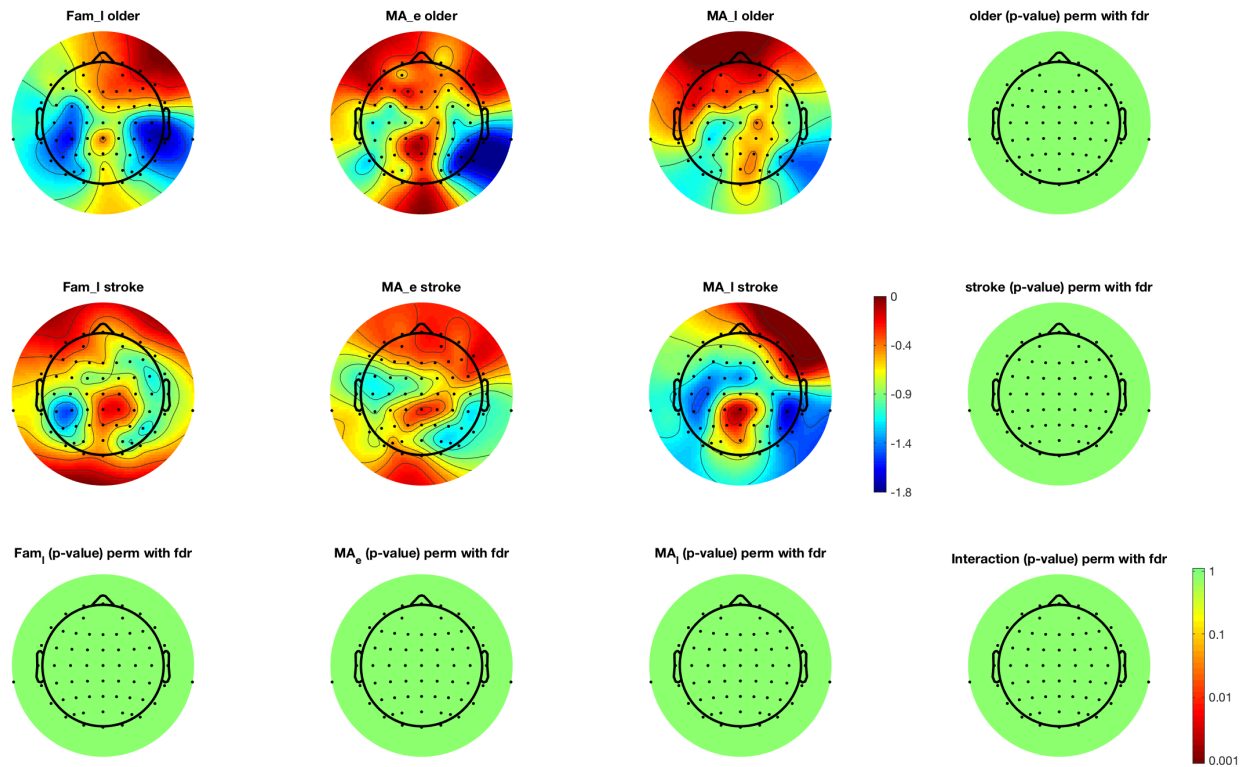 Fam_l older
MA_e older
MA_l older
older (p-value) perm with fdr
Fam_l stroke
MA_e stroke
MA_l stroke
stroke (p-value) perm with fdr
0
-0.4
-0.9
-1.4
-1.8
Fam_l (p-value) perm with fdr
MA_e (p-value) perm with fdr
MA_l (p-value) perm with fdr
Interaction (p-value) perm with fdr
1
0.1
0.01
0.001